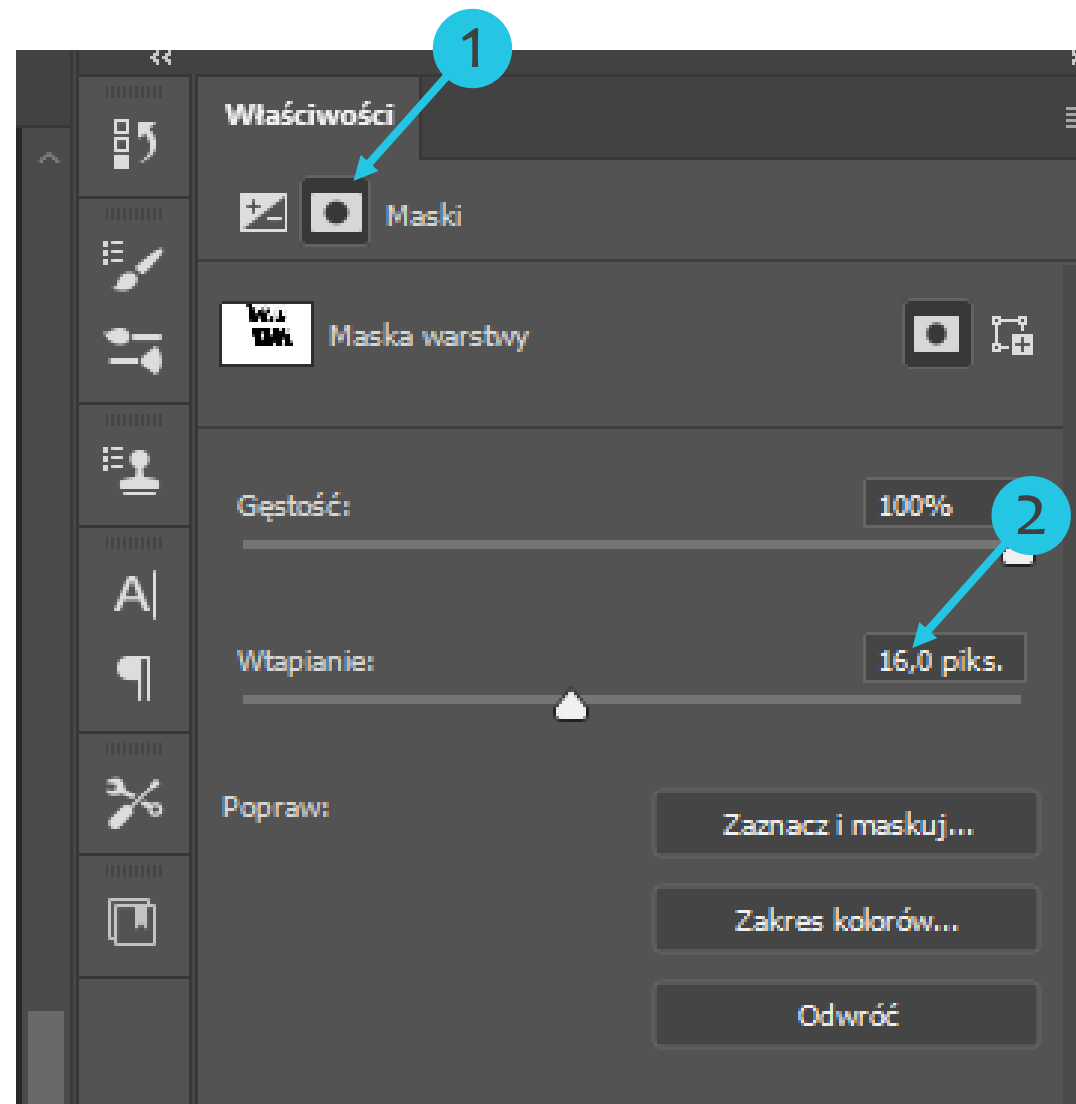 1
Właściwości
Maski
Maska warstwy
Gęstość:
100%
2
Wtapianie:
16,0 piks.
Popraw:
Zaznacz i maskuj...
Zakres kolorów...
Odwróć